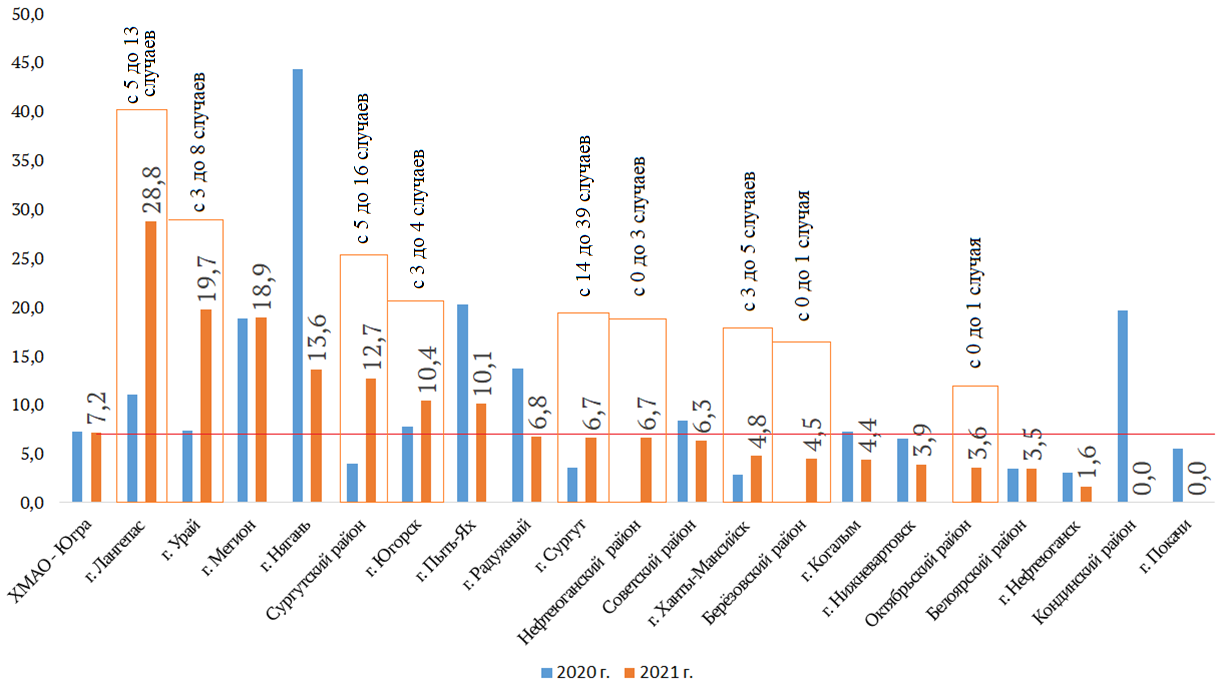 50,0
45,0
40,0
35,0
30,0
25,0
20,0
15,0
10,0
5,0
0,0
с 5 до 13
случаев
с 3 до 8 случаев
с 5 до 16 случаев
с 3 до 4 случаев
с 14 до 39 случаев
с 0 до 3 случаев
с 3 до 5 случаев
с 0 до 1 случая
с 0 до 1 случая
7,2
28,8
19,7
18,9
13,6
12,7
10,4
10,1
6,8
6,7
6,7
6,3
4,8
4,5
4,4
3,9
3,6
3,5
1,6
0,0
0,0
ХМАО - Югра
г. Лангепас
г. Урай
г. Мегион
г. Нягань
Сургутский район
г. Югорск
г. Пыть-Ях
г. Радужный
г. Сургут
Нефтеюганский район
Советский район
г. Ханты-Мансийск
Берёзовский район
г. Когалым
г. Нижневартовск
Октябрьский район
Белоярский район
г. Нефтеюганск
Кондинский район
г. Покачи
2020 г.
2021 г.